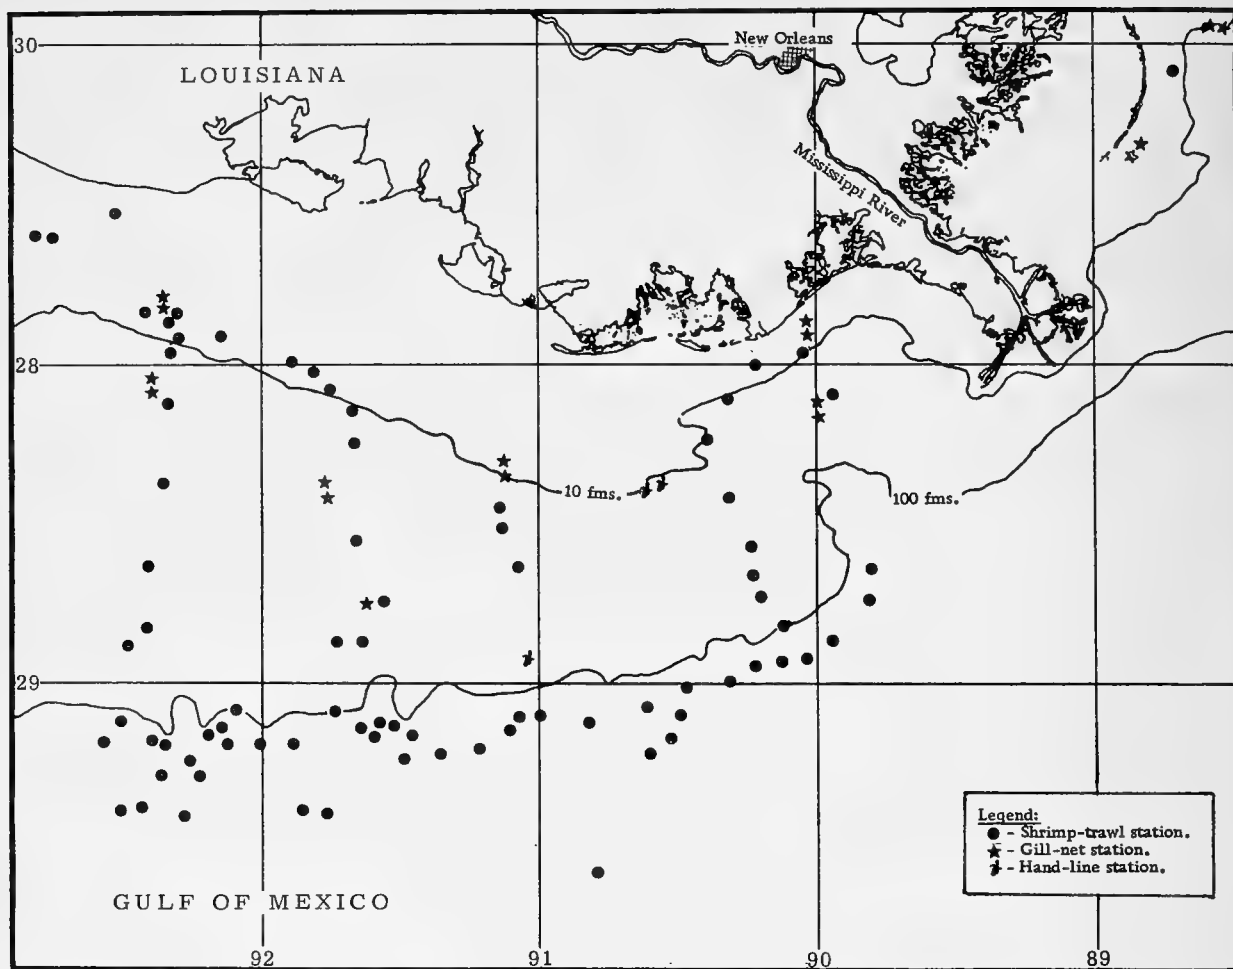 30
New Orleans
LOUISIANA
Mississippi River
28
10 fms.
100 fms.
29
Legend:
● - Shrimp-trawl station.
★ - Gill-net station.
- Hand-line station.
GULF OF MEXICO
92
91
90
89